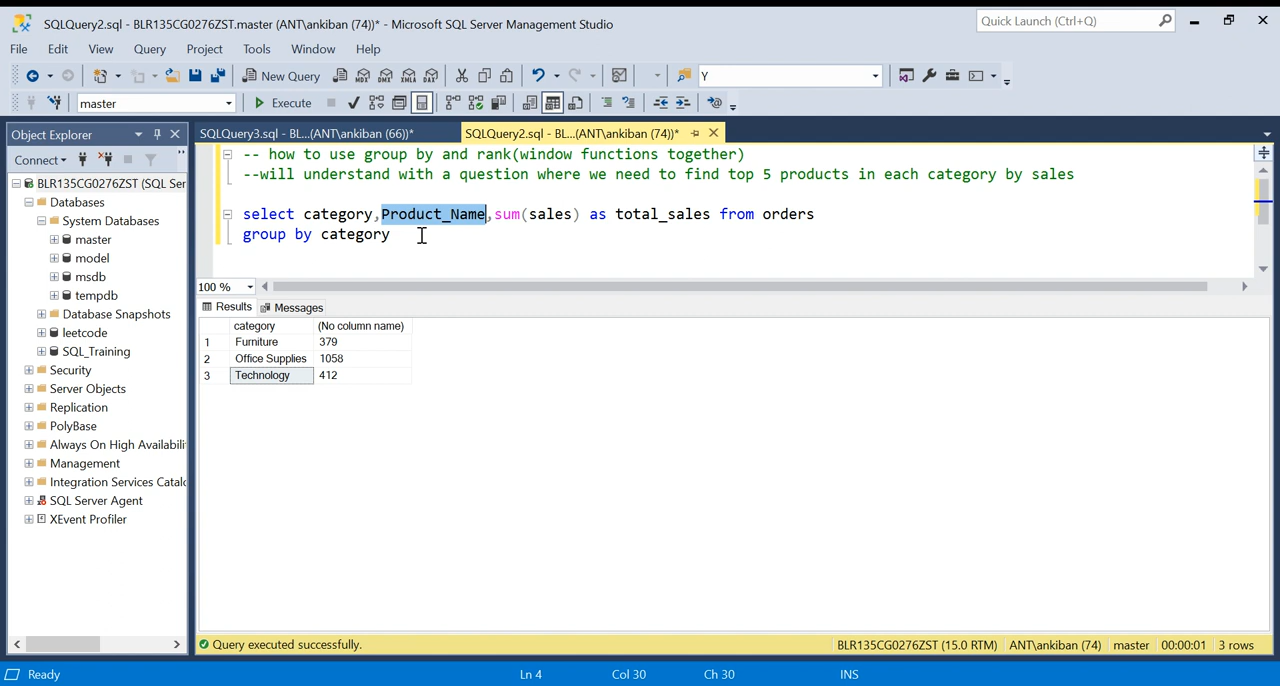 SQLQuery2.sql - BLR135CG0276ZST.master (ANT\ankiban (74))* - Microsoft SQL Server Management Studio
Quick Launch (Ctrl+Q)
File Edit View Query Project Tools Window Help
New Query
MDX DMX XMLA DAX
Y
master
Execute
Object Explorer
SQLQuery3.sql - BL...(ANT\ankiban (66))*
SQLQuery2.sql - BL...(ANT\ankiban (74))*
Connect
BLR135CG0276ZST (SQL Ser
Databases
System Databases
master
model
msdb
tempdb
Database Snapshots
leetcode
SQL_Training
Security
Server Objects
Replication
PolyBase
Always On High Availabili
Management
Integration Services Catalo
SQL Server Agent
XEvent Profiler
-- how to use group by and rank(window functions together)
--will understand with a question where we need to find top 5 products in each category by sales
select category,Product_Name,sum(sales) as total_sales from orders
group by category
100 %
Results Messages
category (No column name)
1 Furniture 379
2 Office Supplies 1058
3 Technology 412
Query executed successfully.
BLR135CG0276ZST (15.0 RTM) ANT\ankiban (74) master 00:00:01 3 rows
Ready Ln 4 Col 30 Ch 30 INS